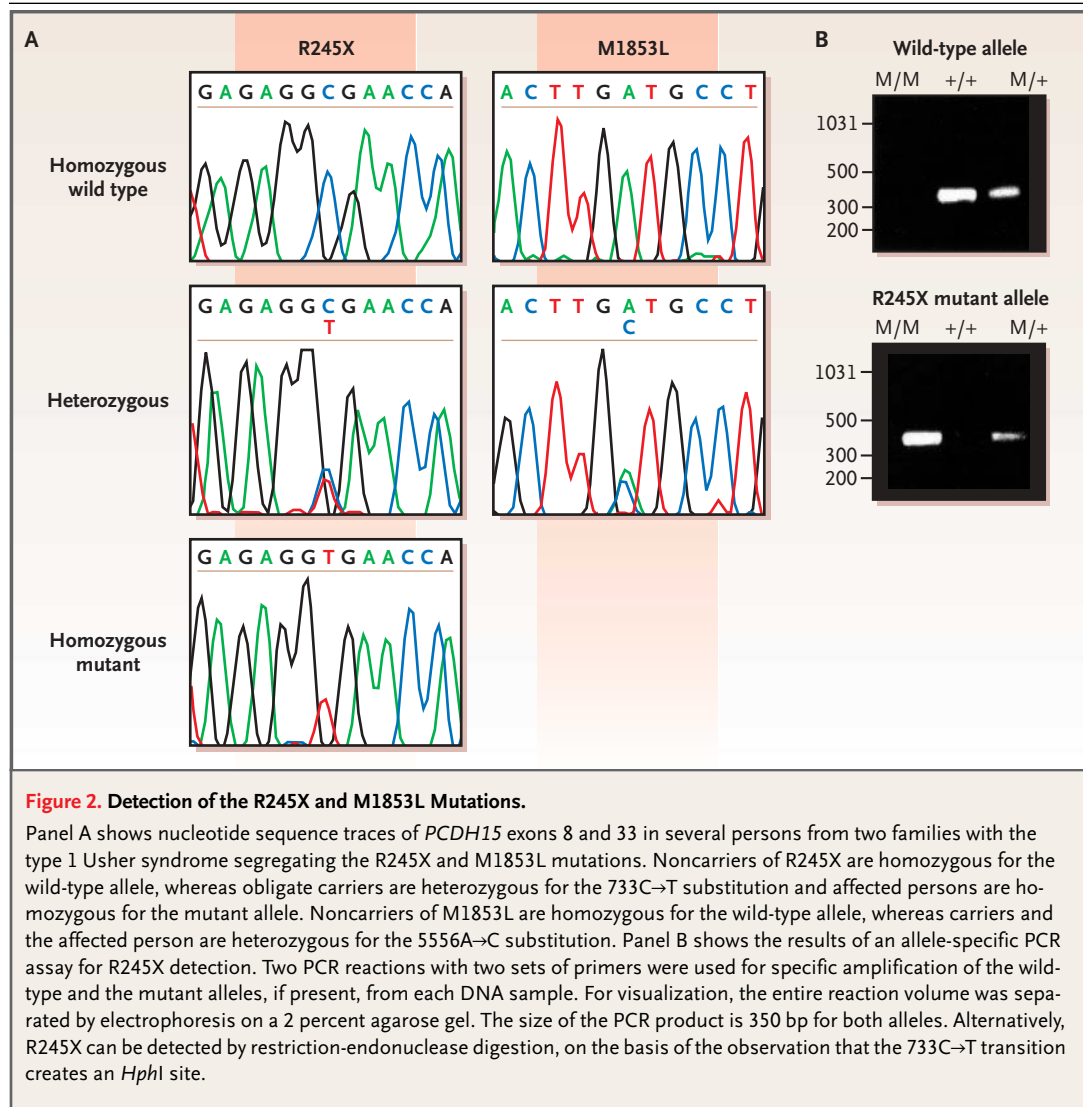 A
R245X
M1853L
B
Wild-type allele
M/M +/+ M/+
1031
500
300
200
Homozygous
wild type
G A G A G G C G A A C C A
A C T T G A T G C C T
Heterozygous
G A G A G G C G A A C C A
T
A C T T G A T G C C T
C
R245X mutant allele
M/M +/+ M/+
1031
500
300
200
Homozygous
mutant
G A G A G G T G A A C C A
Figure 2. Detection of the R245X and M1853L Mutations.
Panel A shows nucleotide sequence traces of PCDH15 exons 8 and 33 in several persons from two families with the
type 1 Usher syndrome segregating the R245X and M1853L mutations. Noncarriers of R245X are homozygous for the
wild-type allele, whereas obligate carriers are heterozygous for the 733C→T substitution and affected persons are ho-
mozygous for the mutant allele. Noncarriers of M1853L are homozygous for the wild-type allele, whereas carriers and
the affected person are heterozygous for the 5556A→C substitution. Panel B shows the results of an allele-specific PCR
assay for R245X detection. Two PCR reactions with two sets of primers were used for specific amplification of the wild-
type and the mutant alleles, if present, from each DNA sample. For visualization, the entire reaction volume was sepa-
rated by electrophoresis on a 2 percent agarose gel. The size of the PCR product is 350 bp for both alleles. Alternatively,
R245X can be detected by restriction-endonuclease digestion, on the basis of the observation that the 733C→T transition
creates an HphI site.